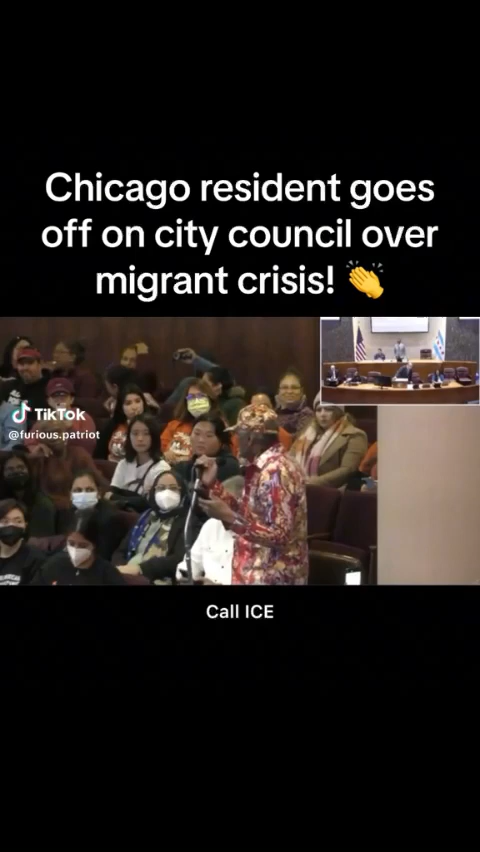 Chicago resident goes
off on city council over
migrant crisis! 👏
TikTok
@furious.patriot
Call ICE